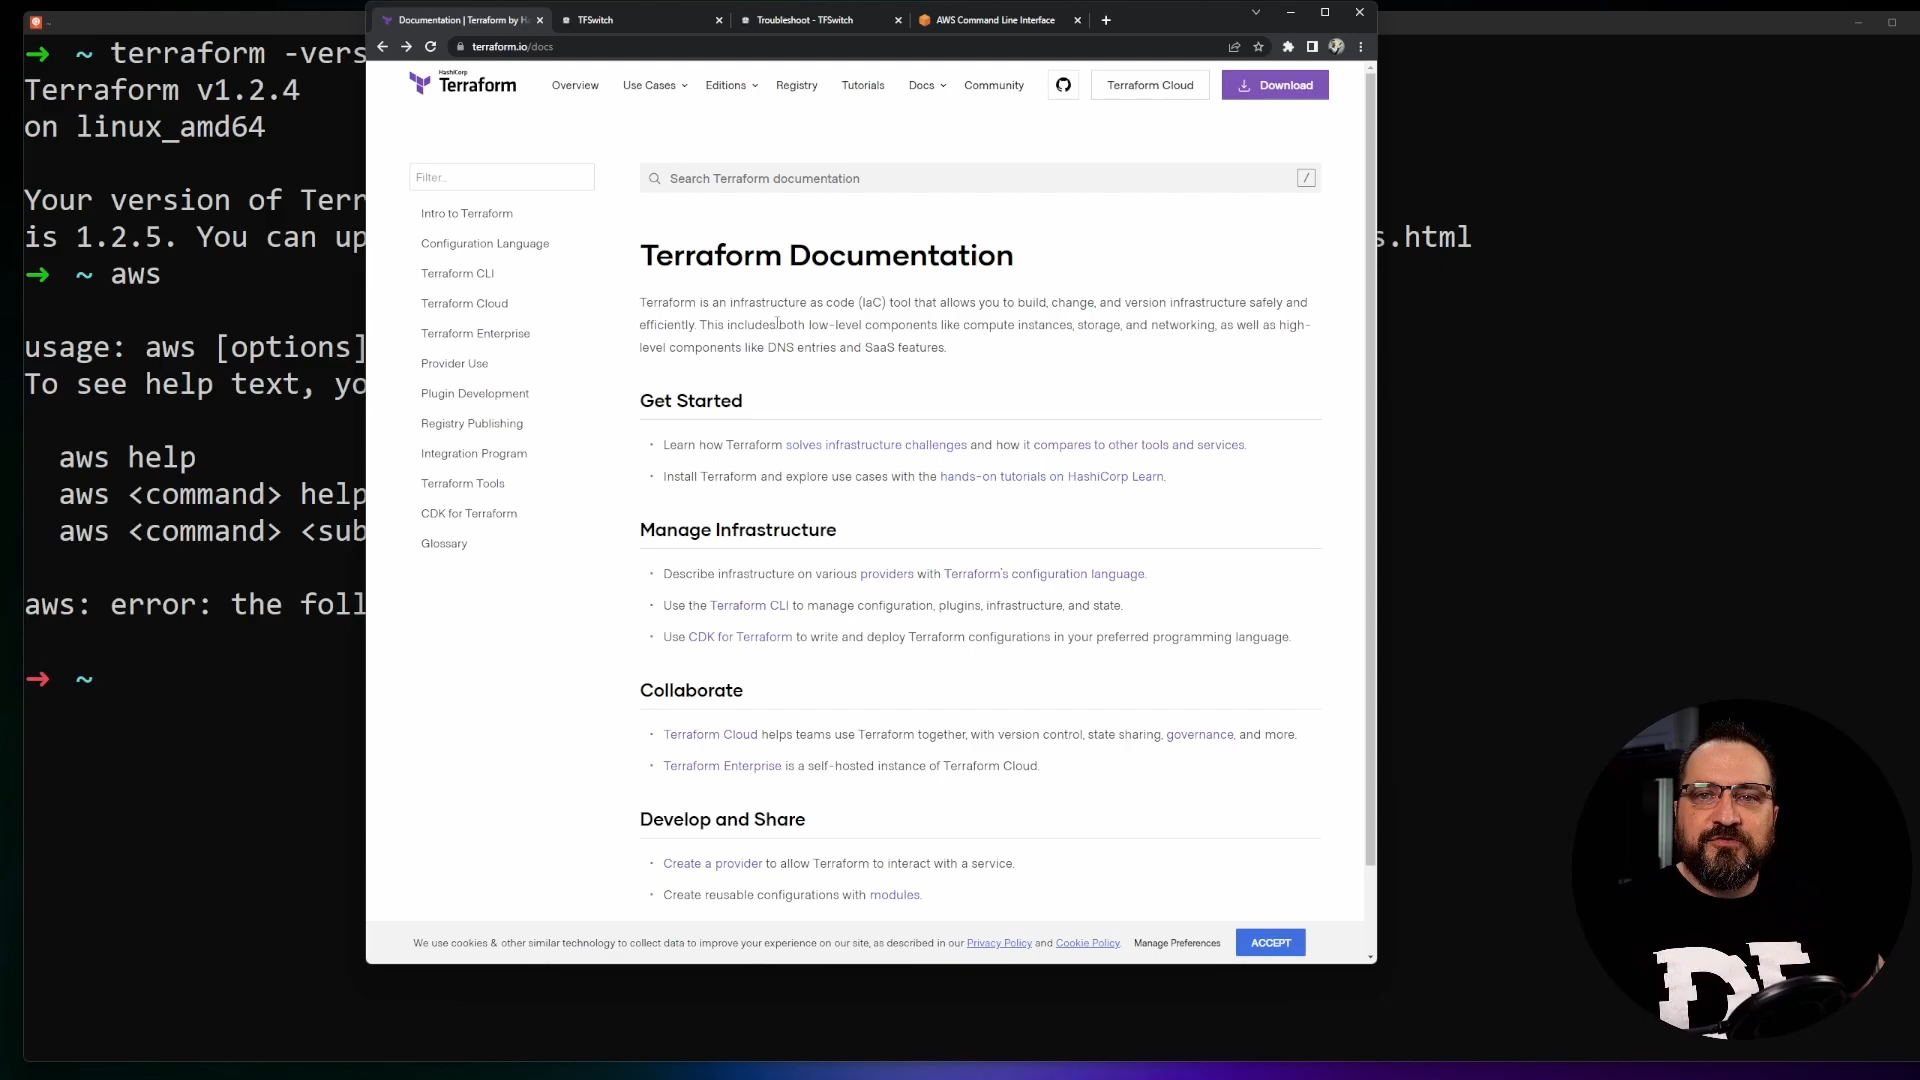 Documentation | Terraform by H
TFSwitch
Troubleshoot - TFSwitch
AWS Command Line Interface
terraform.io/docs
HashiCorp
Terraform
Overview
Use Cases
Editions
Registry
Tutorials
Docs
Community
Terraform Cloud
Download
➜ ~ terraform -vers
Terraform v1.2.4
on linux_amd64
Your version of Terr
is 1.2.5. You can up
s.html
➜ ~ aws
usage: aws [options]
To see help text, yo
aws help
aws <command> help
aws <command> <sub
aws: error: the foll
➜ ~
Filter...
Intro to Terraform
Configuration Language
Terraform CLI
Terraform Cloud
Terraform Enterprise
Provider Use
Plugin Development
Registry Publishing
Integration Program
Terraform Tools
CDK for Terraform
Glossary
Search Terraform documentation
/
Terraform Documentation
Terraform is an infrastructure as code (IaC) tool that allows you to build, change, and version infrastructure safely and
efficiently. This includes both low-level components like compute instances, storage, and networking, as well as high-
level components like DNS entries and SaaS features.
Get Started
• Learn how Terraform solves infrastructure challenges and how it compares to other tools and services.
• Install Terraform and explore use cases with the hands-on tutorials on HashiCorp Learn.
Manage Infrastructure
• Describe infrastructure on various providers with Terraform's configuration language.
• Use the Terraform CLI to manage configuration, plugins, infrastructure, and state.
• Use CDK for Terraform to write and deploy Terraform configurations in your preferred programming language.
Collaborate
• Terraform Cloud helps teams use Terraform together, with version control, state sharing, governance, and more.
• Terraform Enterprise is a self-hosted instance of Terraform Cloud.
Develop and Share
• Create a provider to allow Terraform to interact with a service.
• Create reusable configurations with modules.
We use cookies & other similar technology to collect data to improve your experience on our site, as described in our Privacy Policy and Cookie Policy.
Manage Preferences
ACCEPT